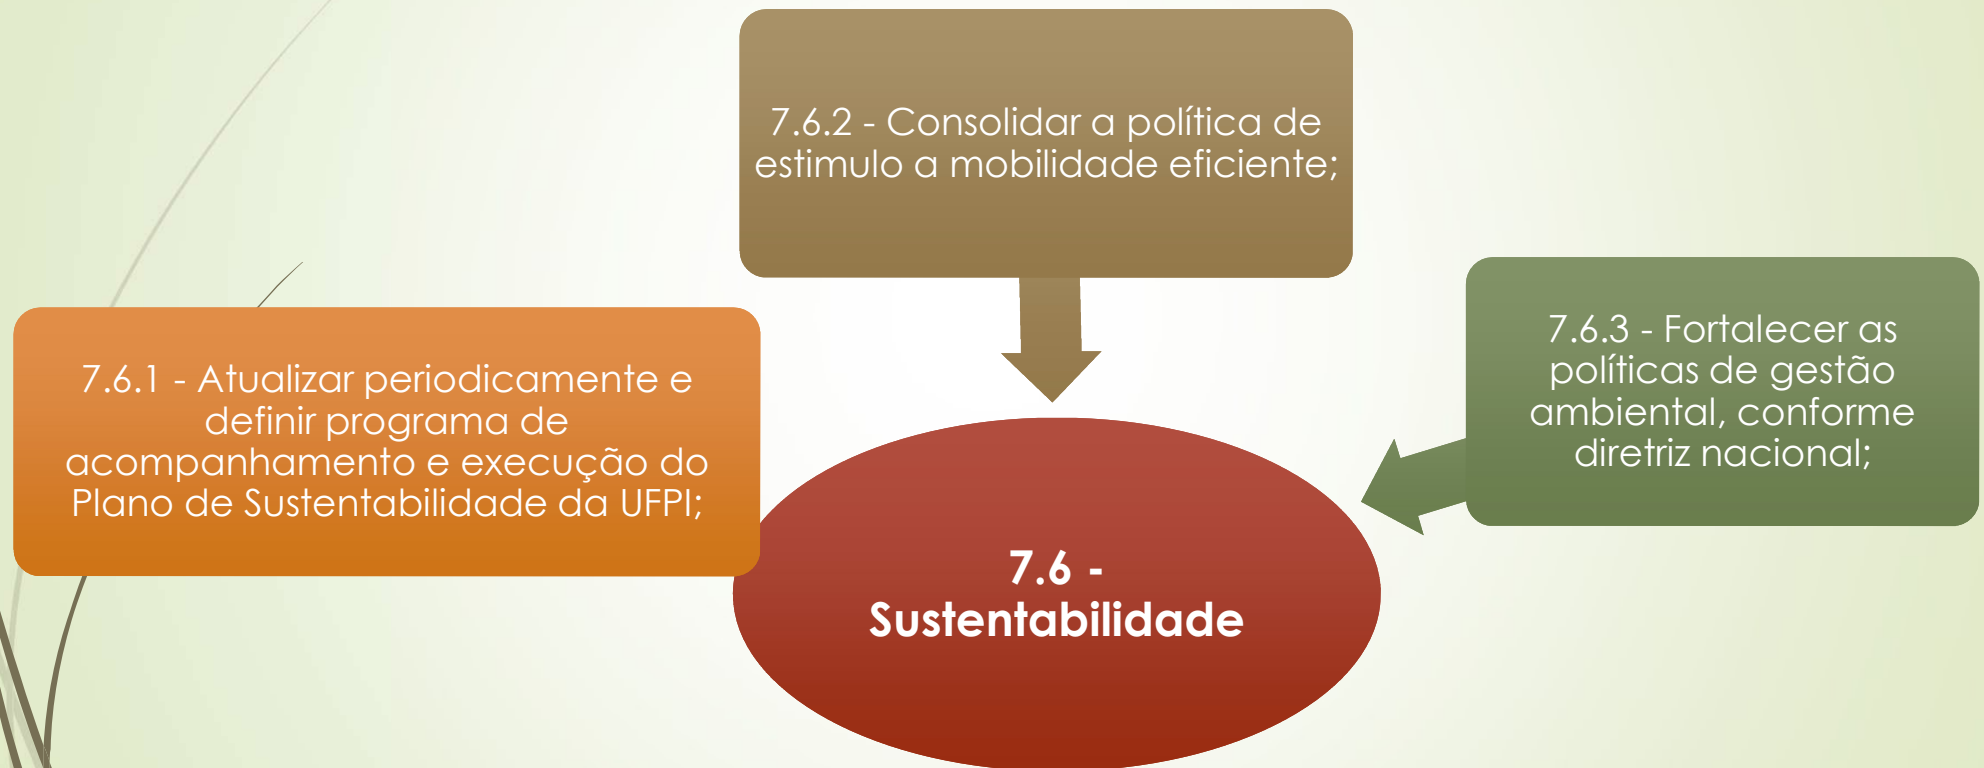 7.6.2 - Consolidar a política de
estimulo a mobilidade eficiente;
7.6.1 - Atualizar periodicamente e
definir programa de
acompanhamento e execução do
Plano de Sustentabilidade da UFPI;
7.6.3 - Fortalecer as
políticas de gestão
ambiental, conforme
diretriz nacional;
7.6 -
Sustentabilidade